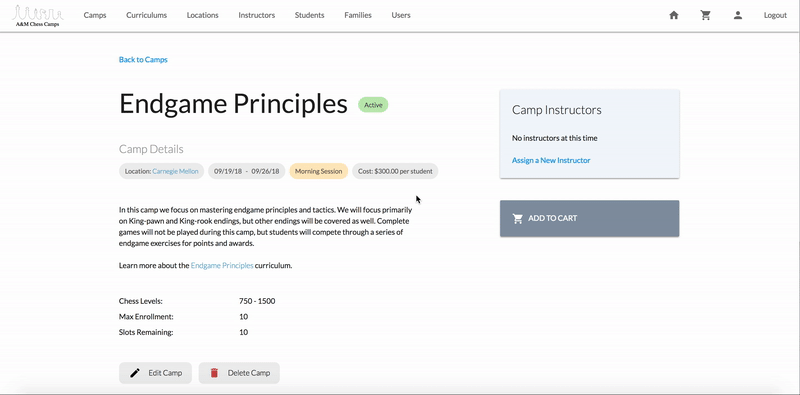 A&M Chess Camps
Camps Curriculums Locations Instructors Students Families Users Logout
Back to Camps
Endgame Principles Active
Camp Details
Location: Carnegie Mellon 09/19/18 - 09/26/18 Morning Session Cost: $300.00 per student
In this camp we focus on mastering endgame principles and tactics. We will focus primarily
on King-pawn and King-rook endings, but other endings will be covered as well. Complete
games will not be played during this camp, but students will compete through a series of
endgame exercises for points and awards.
Learn more about the Endgame Principles curriculum.
Chess Levels: 750 - 1500
Max Enrollment: 10
Slots Remaining: 10
Edit Camp Delete Camp
Camp Instructors
No instructors at this time
Assign a New Instructor
ADD TO CART